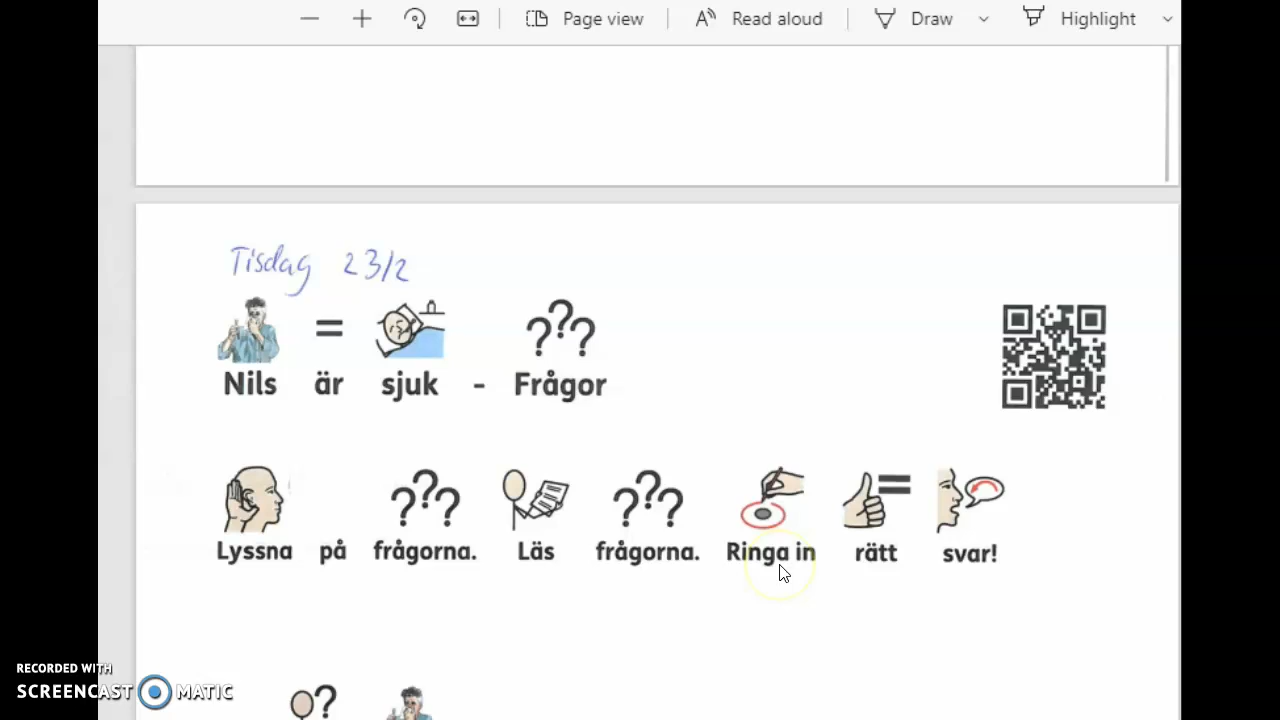 Page view Read aloud Draw Highlight
Tisdag 23/2
= ???
Nils är sjuk - Frågor
??? ??? =
Lyssna på frågorna. Läs frågorna. Ringa in rätt svar!
?
RECORDED WITH
SCREENCAST MATIC